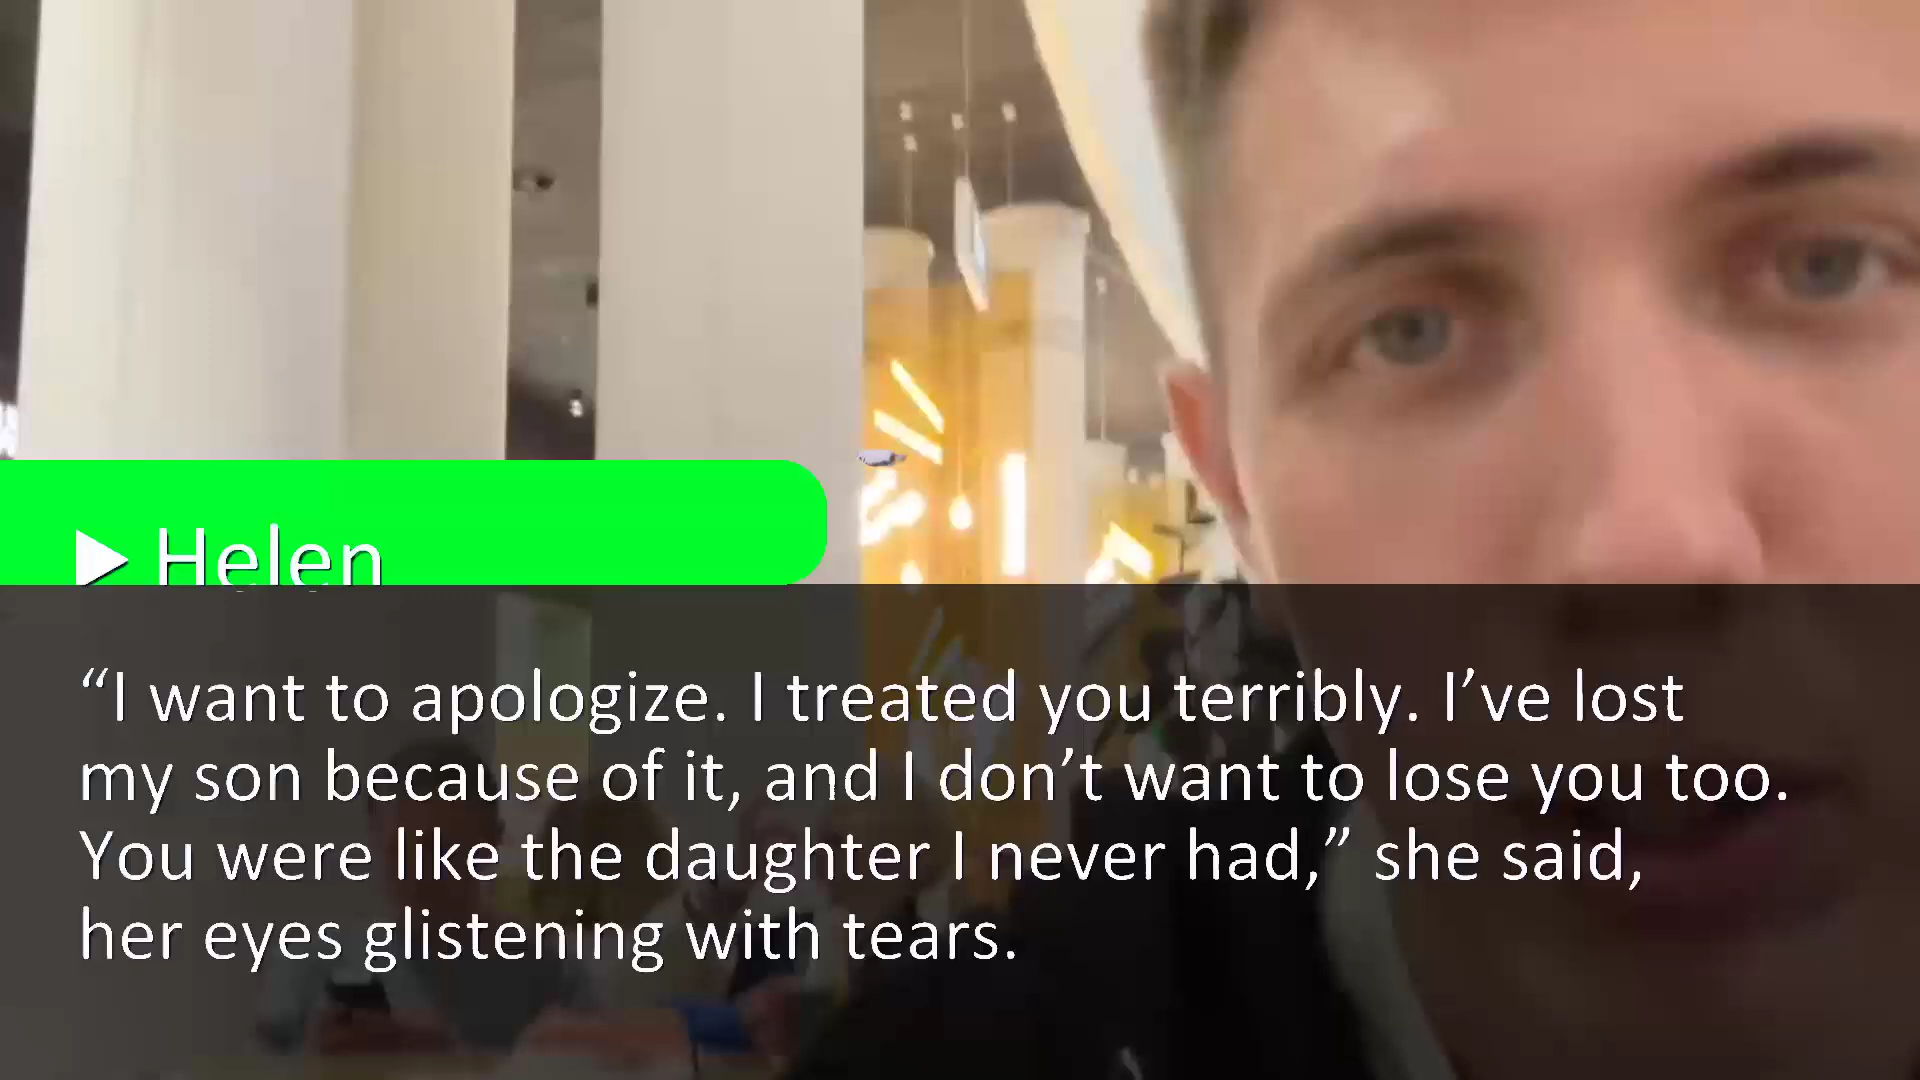 Helen
“I want to apologize. I treated you terribly. I’ve lost
my son because of it, and I don’t want to lose you too.
You were like the daughter I never had,” she said,
her eyes glistening with tears.